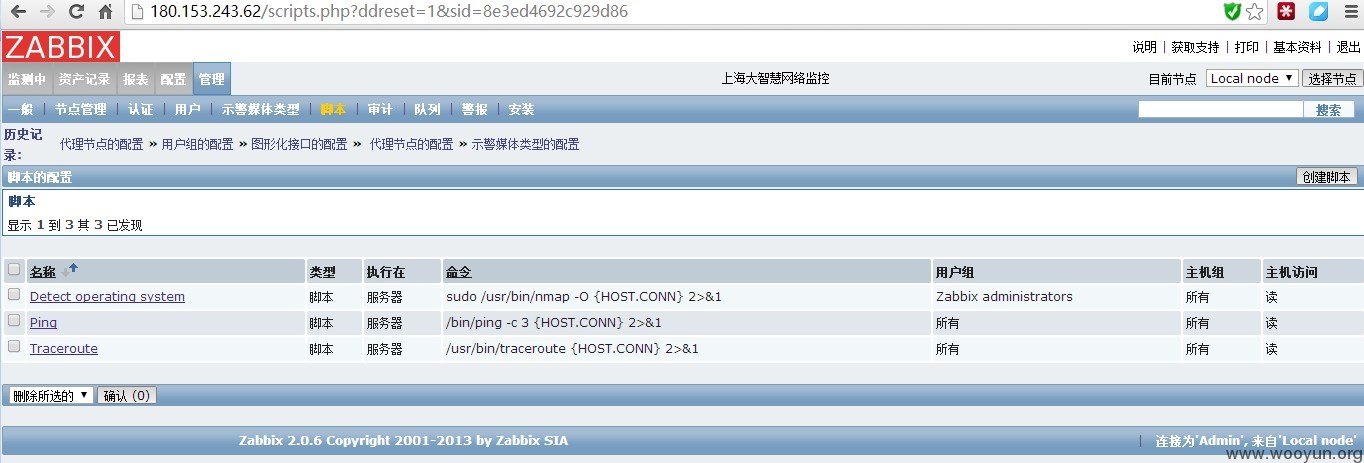 180.153.243.62/scripts.php?ddreset=1&sid=8e3ed4692c929d86
ZABBIX
说明 | 获取支持 | 打印 | 基本资料 | 退出
监测中 资产记录 报表 配置 管理 上海大智慧网络监控 目前节点 Local node 选择节点
一般 | 节点管理 | 认证 | 用户 | 示警媒体类型 | 脚本 | 审计 | 队列 | 警报 | 安装 搜索
历史记录: 代理节点的配置 » 用户组的配置 » 图形化接口的配置 » 代理节点的配置 » 示警媒体类型的配置
脚本的配置 创建脚本
脚本
显示 1 到 3 其 3 已发现
名称 类型 执行在 命令 用户组 主机组 主机访问
Detect operating system 脚本 服务器 sudo /usr/bin/nmap -O {HOST.CONN} 2>&1 Zabbix administrators 所有 读
Ping 脚本 服务器 /bin/ping -c 3 {HOST.CONN} 2>&1 所有 所有 读
Traceroute 脚本 服务器 /usr/bin/traceroute {HOST.CONN} 2>&1 所有 所有 读
删除所选的 确认 (0)
Zabbix 2.0.6 Copyright 2001-2013 by Zabbix SIA | 连接为'Admin', 来自'Local node'
www.wooyun.org